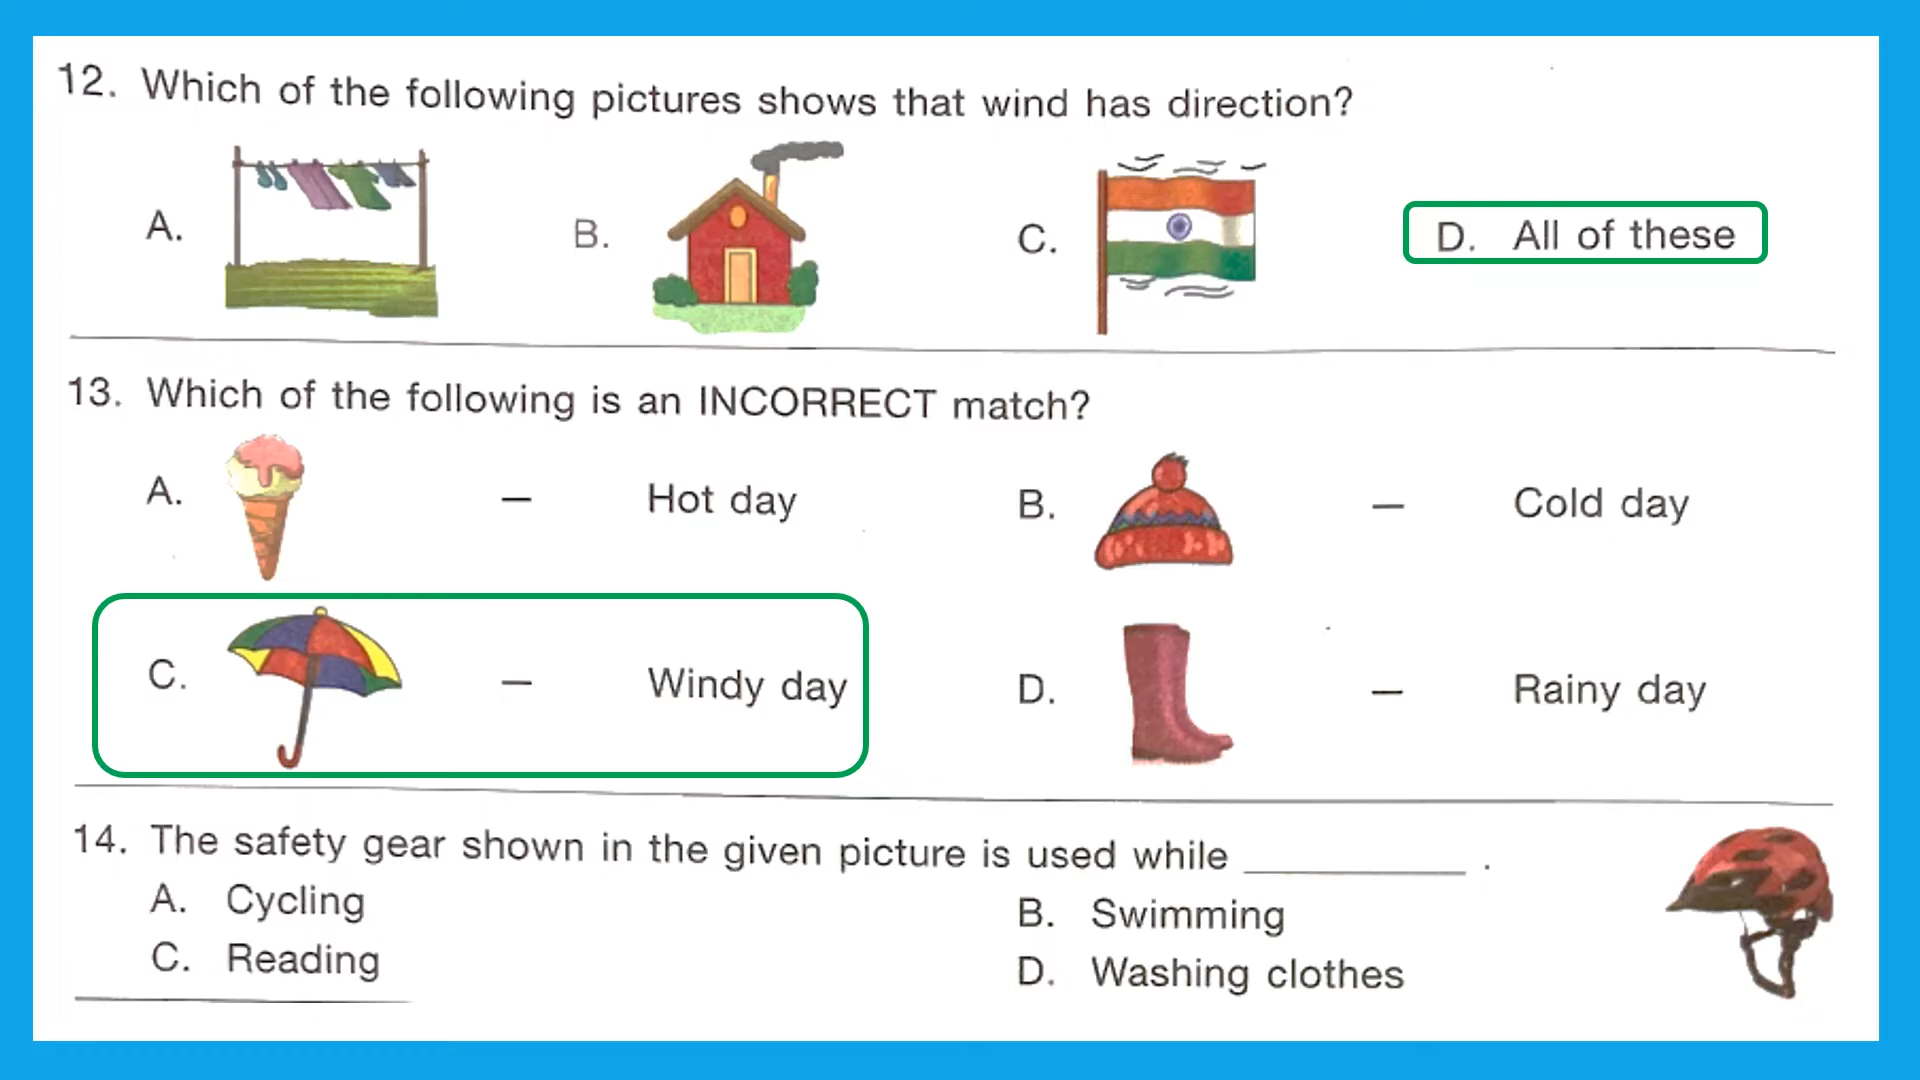 12. Which of the following pictures shows that wind has direction?
A. B. C. D. All of these
13. Which of the following is an INCORRECT match?
A. – Hot day B. – Cold day
C. – Windy day D. – Rainy day
14. The safety gear shown in the given picture is used while __________ .
A. Cycling B. Swimming
C. Reading D. Washing clothes